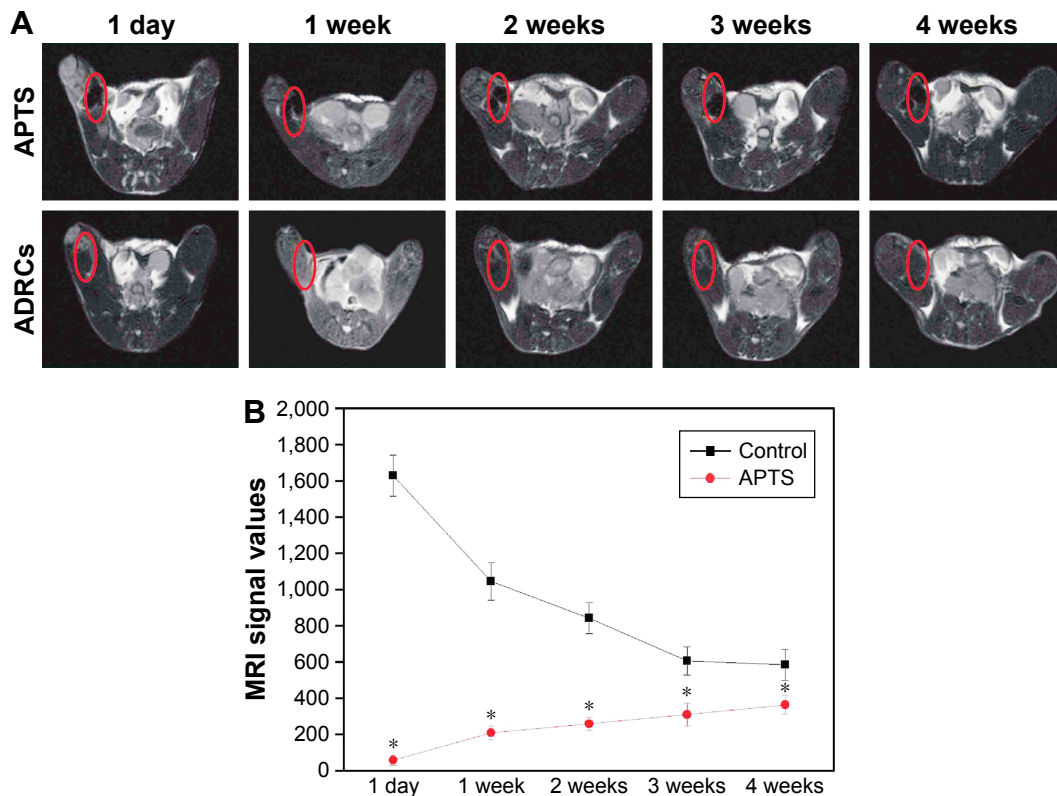 A
1 day 1 week 2 weeks 3 weeks 4 weeks
APTS
ADRCs
B
MRI signal values
2,000
1,800
1,600
1,400
1,200
1,000
800
600
400
200
0
Control
APTS
* * * * *
1 day 1 week 2 weeks 3 weeks 4 weeks